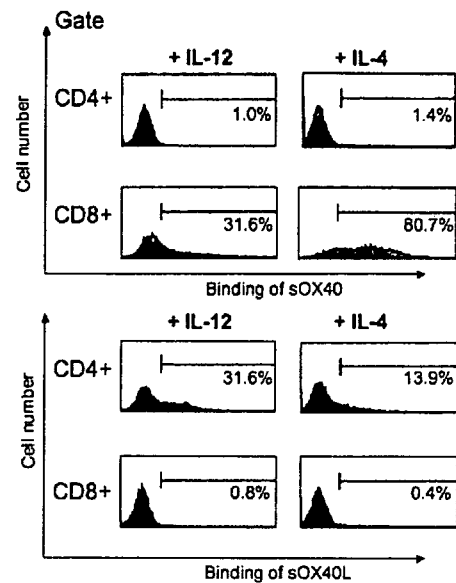 Gate
+ IL-12 + IL-4
CD4+ 1.0% 1.4%
CD8+ 31.6% 80.7%
Cell number
Binding of sOX40
+ IL-12 + IL-4
CD4+ 31.6% 13.9%
CD8+ 0.8% 0.4%
Cell number
Binding of sOX40L